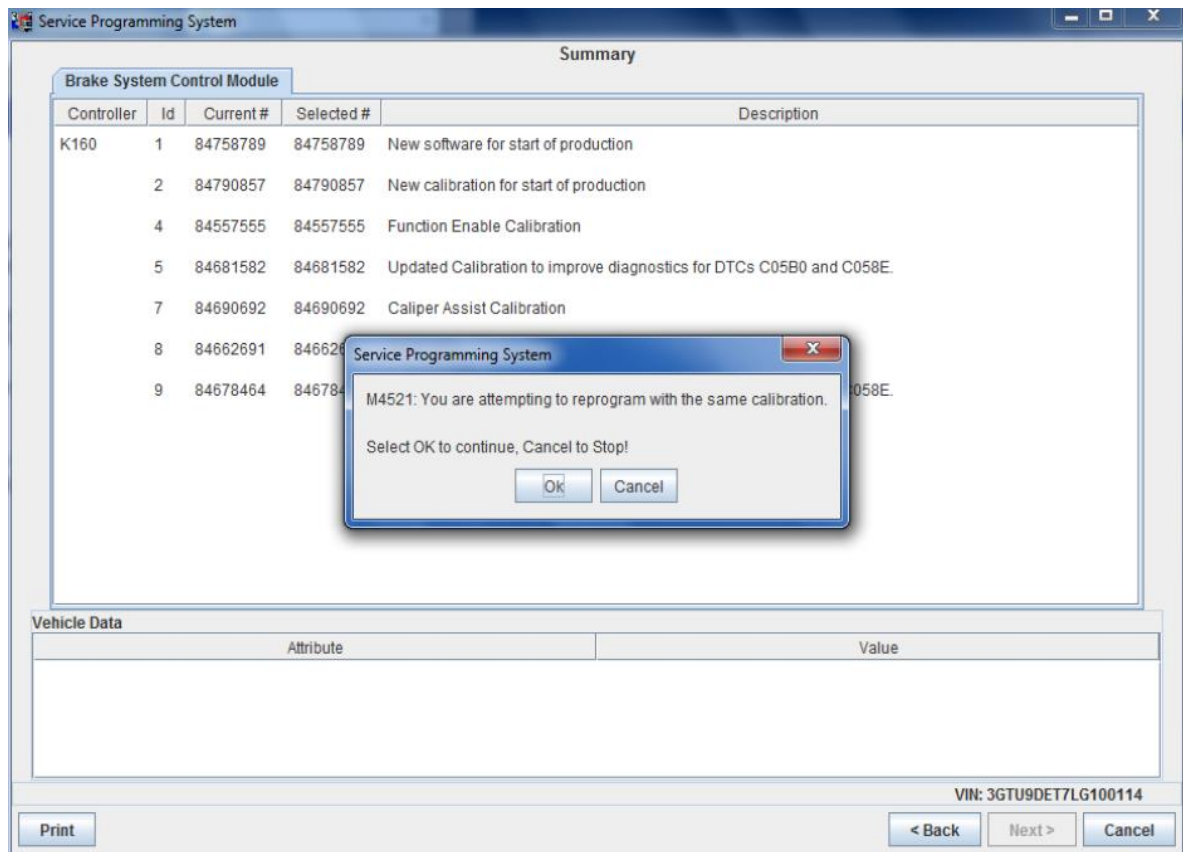 Service Programming System
Summary
Brake System Control Module
Controller Id Current # Selected # Description
K160 1 84758789 84758789 New software for start of production
2 84790857 84790857 New calibration for start of production
4 84557555 84557555 Function Enable Calibration
5 84681582 84681582 Updated Calibration to improve diagnostics for DTCs C05B0 and C058E.
7 84690692 84690692 Caliper Assist Calibration
8 84662691
9 84678464 058E.
Service Programming System
M4521: You are attempting to reprogram with the same calibration.
Select OK to continue, Cancel to Stop!
Ok Cancel
Vehicle Data
Attribute Value
VIN: 3GTU9DET7LG100114
Print < Back Next > Cancel